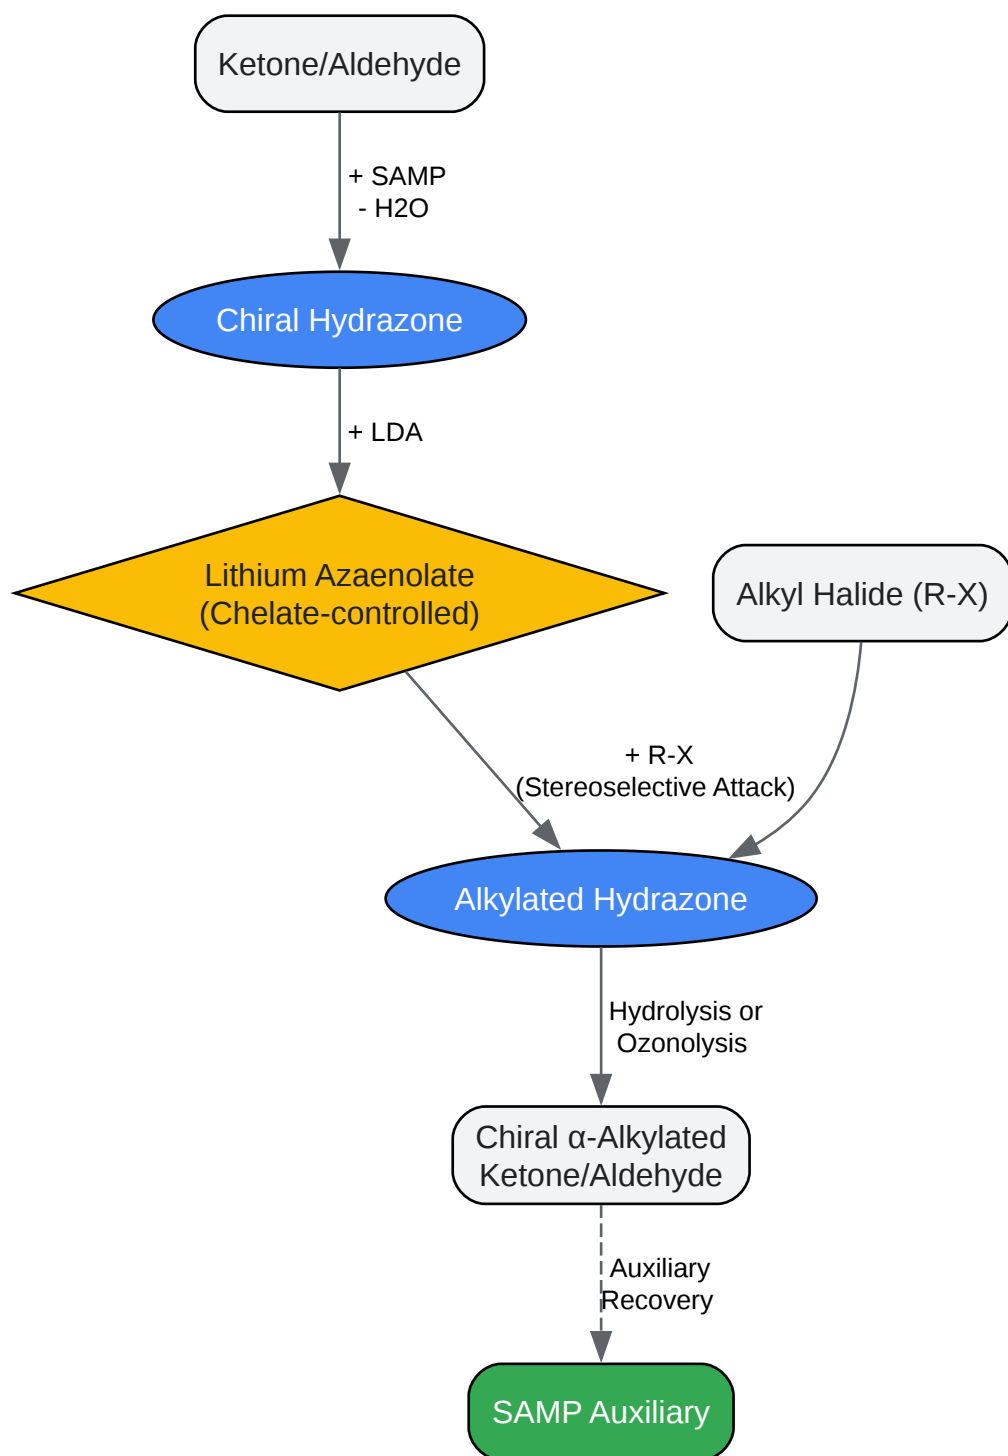 Ketone/Aldehyde
+ SAMP
- H2O
Chiral Hydrazone
+ LDA
Lithium Azaenolate
(Chelate-controlled)
Alkyl Halide (R-X)
+ R-X
(Stereoselective Attack)
Alkylated Hydrazone
Hydrolysis or
Ozonolysis
Chiral α-Alkylated
Ketone/Aldehyde
Auxiliary
Recovery
SAMP Auxiliary